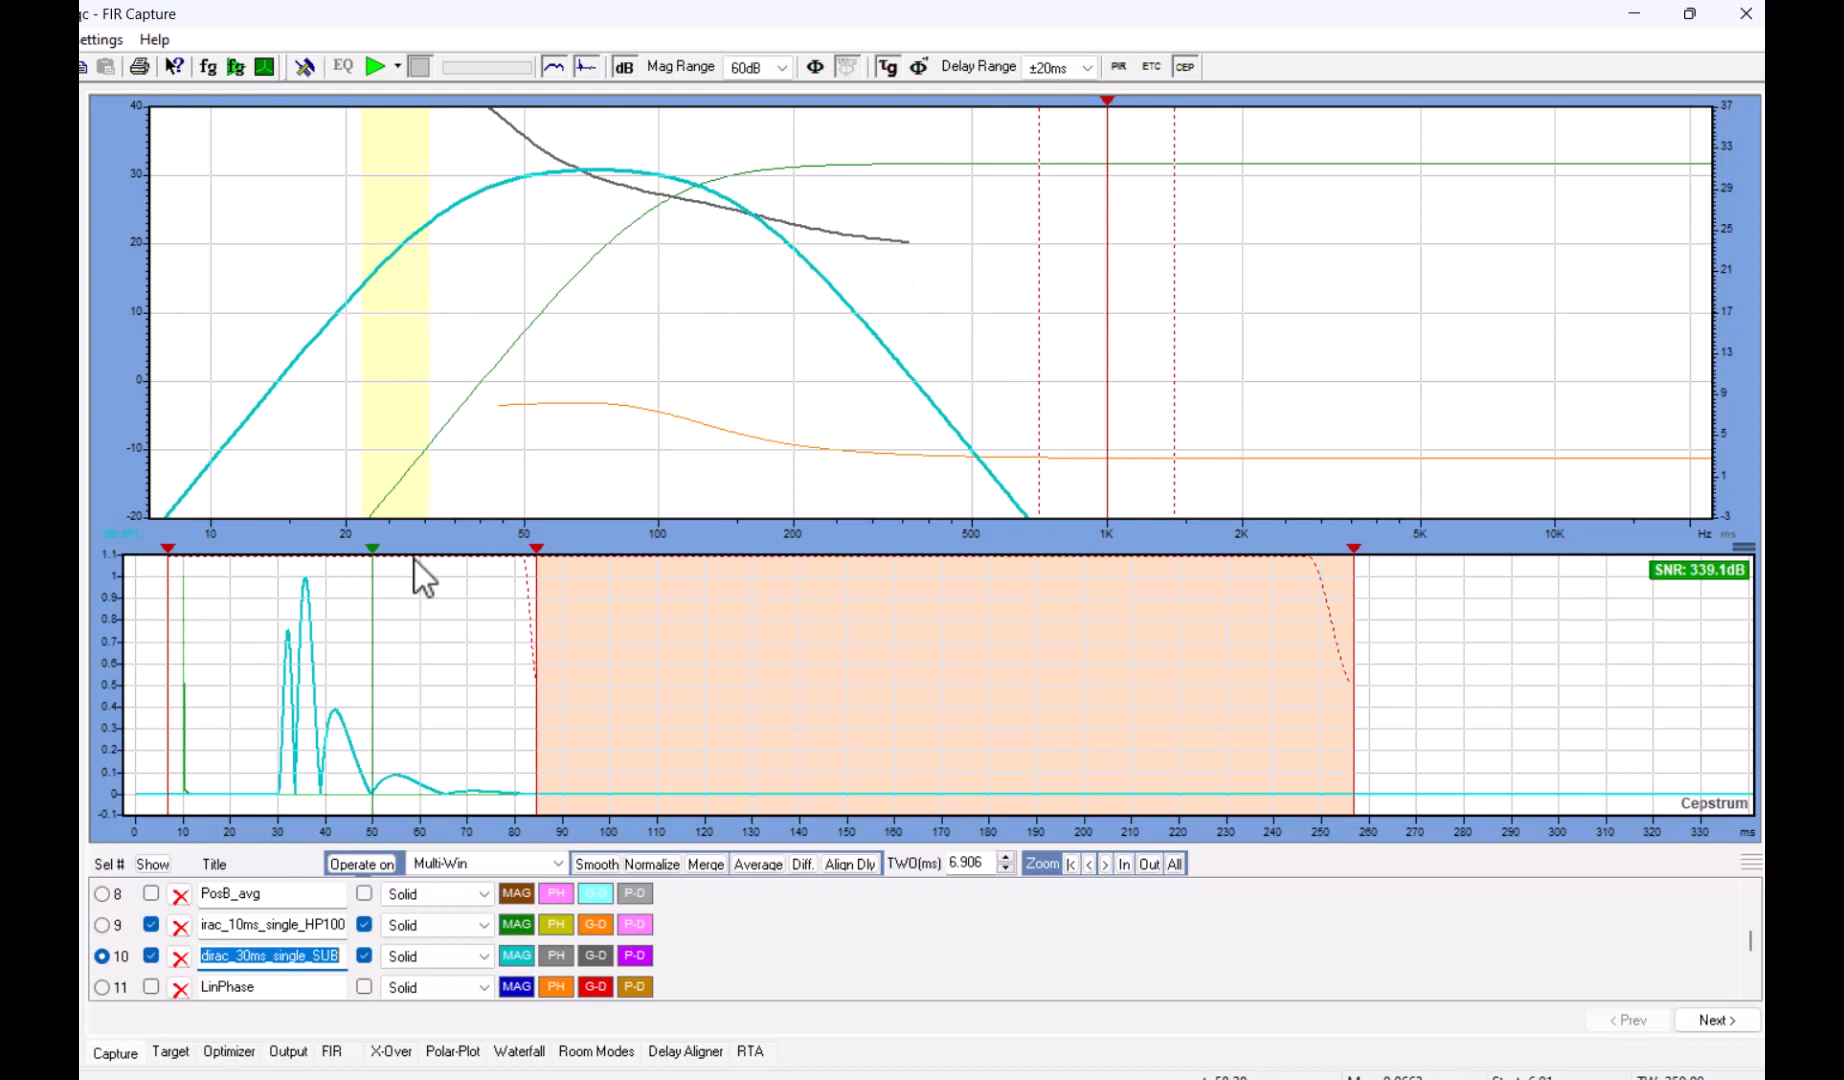 qc - FIR Capture
ettings Help
fg fg EQ dB Mag Range 60dB Φ Tg Φ Delay Range ±20ms PIR ETC CEP
40 37
33
30 29
25
20
21
10 17
13
0
9
-10 5
1
-20 -3
10 20 50 100 200 500 1K 2K 5K 10K Hz ms
dB-SPL
1.1
1
0.9
0.8
0.7
0.6
0.5
0.4
0.3
0.2
0.1
0
-0.1
SNR: 339.1dB
Cepstrum
0 10 20 30 40 50 60 70 80 90 100 110 120 130 140 150 160 170 180 190 200 210 220 230 240 250 260 270 280 290 300 310 320 330 ms
Sel # Show Title Operate on Multi-Win Smooth Normalize Merge Average Diff. Align Dly TWO(ms) 6.906 Zoom |< < > In Out All
8 PosB_avg Solid MAG PH G-D P-D
9 irac_10ms_single_HP100 Solid MAG PH G-D P-D
10 dirac_30ms_single_SUB Solid MAG PH G-D P-D
11 LinPhase Solid MAG PH G-D P-D
< Prev Next >
Capture Target Optimizer Output FIR X-Over Polar-Plot Waterfall Room Modes Delay Aligner RTA